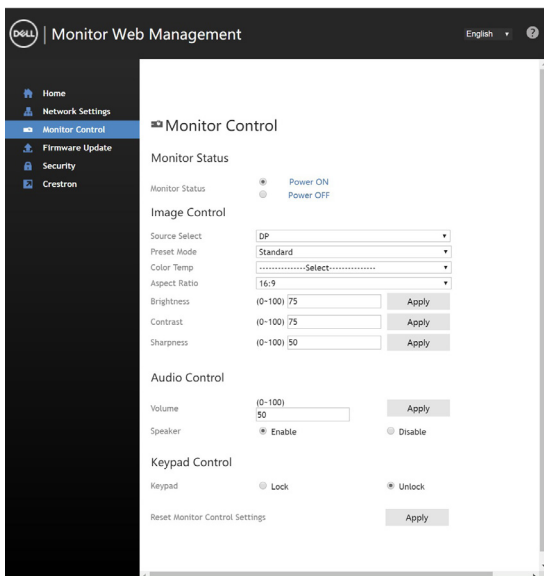 DELL | Monitor Web Management English ?
Home
Network Settings
Monitor Control
Firmware Update
Security
Crestron
Monitor Control
Monitor Status
Monitor Status Power ON
Power OFF
Image Control
Source Select DP
Preset Mode Standard
Color Temp ---------------Select---------------
Aspect Ratio 16:9
Brightness (0~100) 75 Apply
Contrast (0~100) 75 Apply
Sharpness (0~100) 50 Apply
Audio Control
(0~100)
Volume 50 Apply
Speaker Enable Disable
Keypad Control
Keypad Lock Unlock
Reset Monitor Control Settings Apply